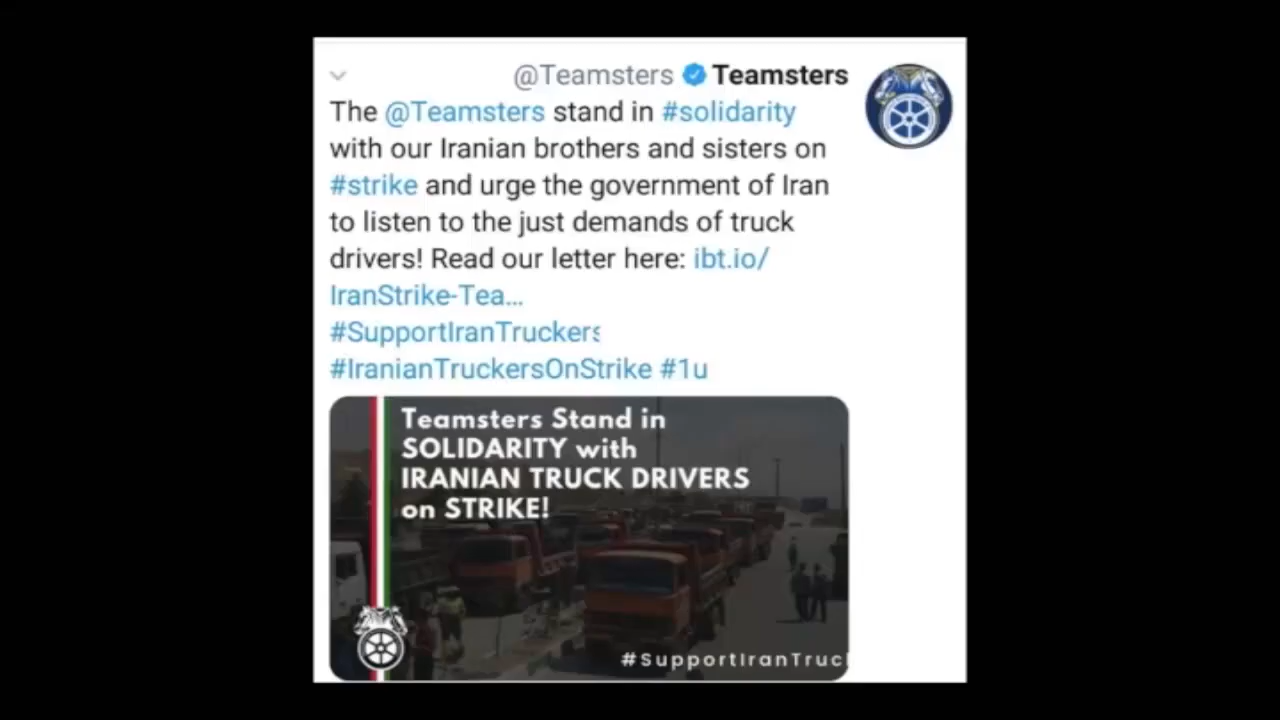 @Teamsters Teamsters
The @Teamsters stand in #solidarity
with our Iranian brothers and sisters on
#strike and urge the government of Iran
to listen to the just demands of truck
drivers! Read our letter here: ibt.io/
IranStrike-Tea…
#SupportIranTruckers
#IranianTruckersOnStrike #1u
Teamsters Stand in
SOLIDARITY with
IRANIAN TRUCK DRIVERS
on STRIKE!
#SupportIranTruc